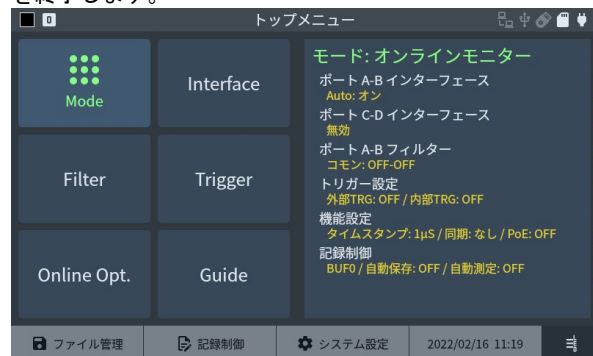 を終了します。
0
トップメニュー
Mode
Interface
Filter
Trigger
Online Opt.
Guide
モード: オンラインモニター
ポート A-B インターフェース
Auto: オン
ポート C-D インターフェース
無効
ポート A-B フィルター
コモン: OFF-OFF
トリガー設定
外部TRG: OFF / 内部TRG: OFF
機能設定
タイムスタンプ: 1μS / 同期: なし / PoE: OFF
記録制御
BUF0 / 自動保存: OFF / 自動測定: OFF
ファイル管理
記録制御
システム設定
2022/02/16 11:19